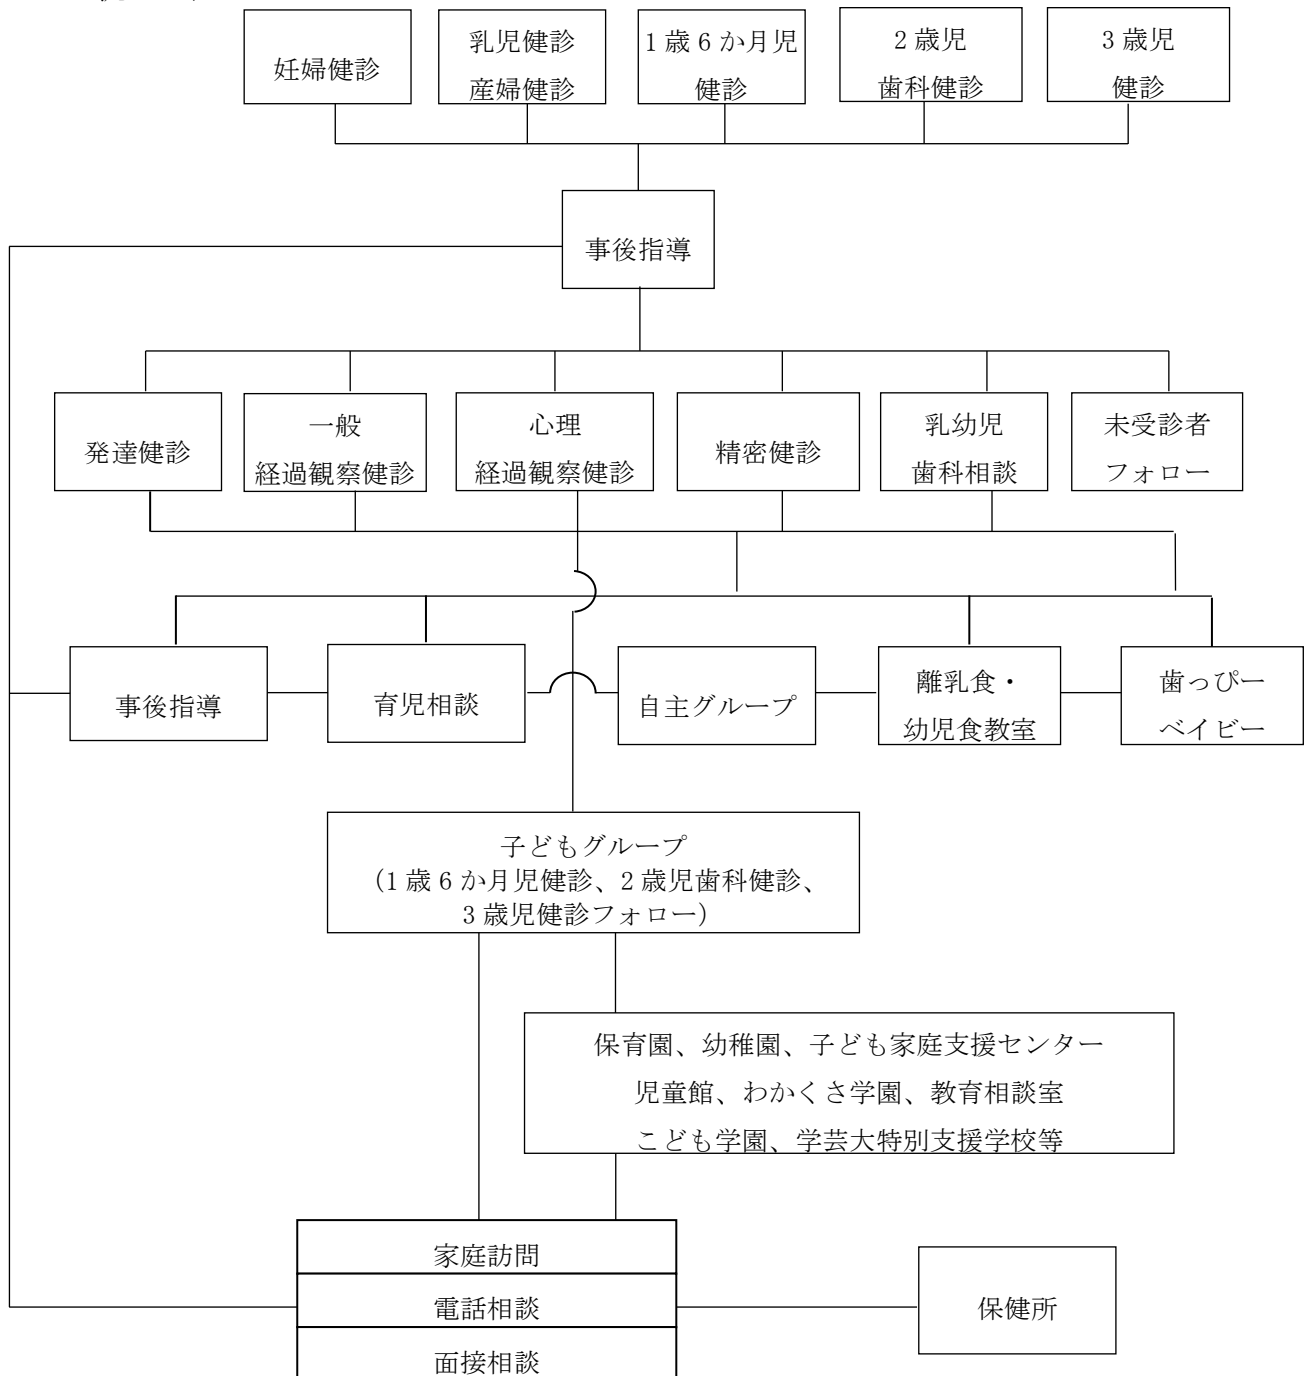 妊婦健診
乳児健診
産婦健診
1歳6か月児
健診
2歳児
歯科健診
3歳児
健診
事後指導
発達健診
一般
経過観察健診
心理
経過観察健診
精密健診
乳幼児
歯科相談
未受診者
フォロー
事後指導
育児相談
自主グループ
離乳食・
幼児食教室
歯っぴー
ベイビー
子どもグループ
(1歳6か月児健診、2歳児歯科健診、
3歳児健診フォロー)
保育園、幼稚園、子ども家庭支援センター
児童館、わかくさ学園、教育相談室
こども学園、学芸大特別支援学校等
家庭訪問
電話相談
面接相談
保健所